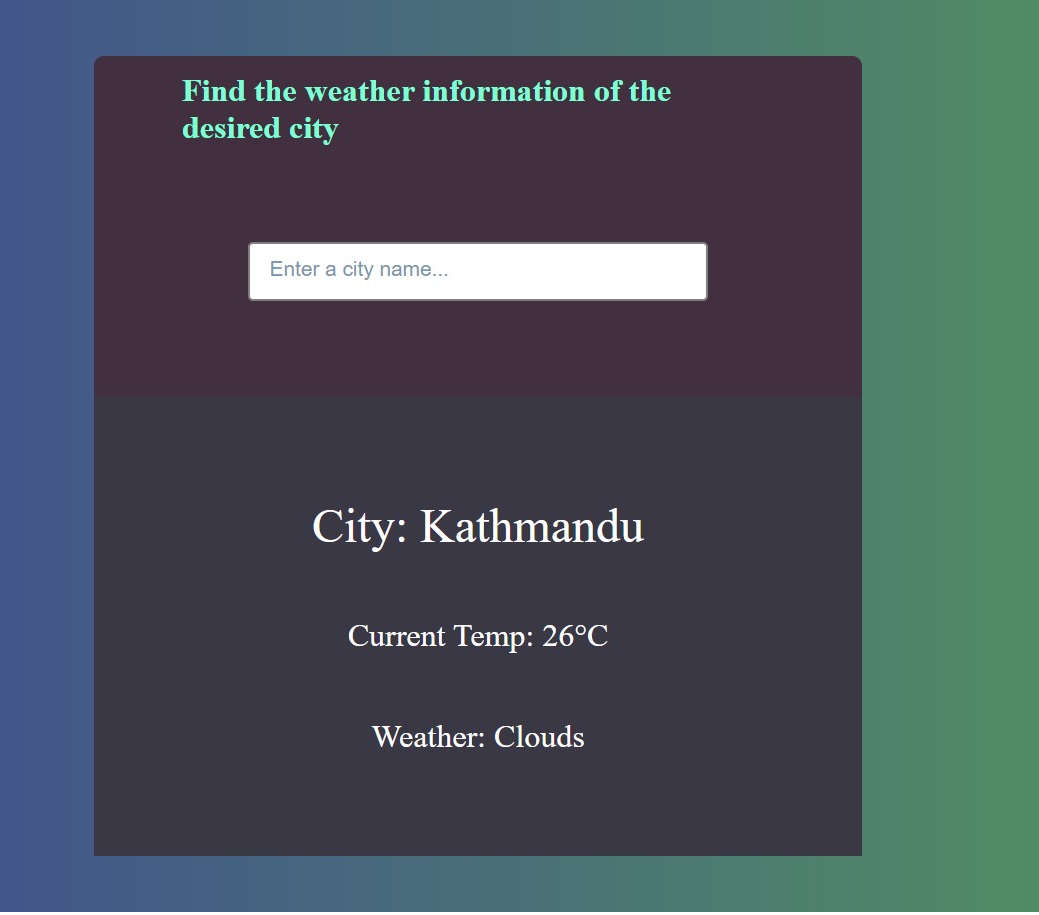 Find the weather information of the
desired city
Enter a city name...
City: Kathmandu
Current Temp: 26°C
Weather: Clouds